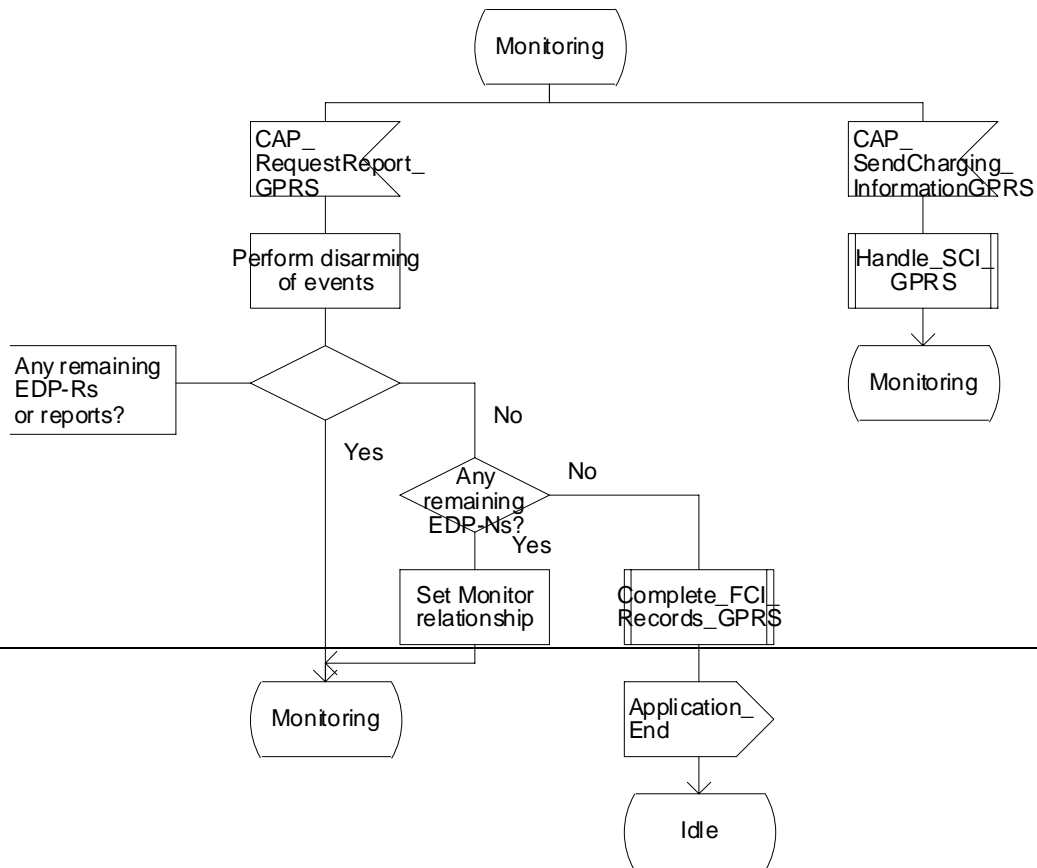 Monitoring
CAP_
RequestReport_
GPRS
CAP_
SendCharging_
InformationGPRS
Perform disarming
of events
Handle_SCI_
GPRS
Any remaining
EDP-Rs
or reports?
Monitoring
No
Yes
Any
remaining
EDP-Ns?
No
Yes
Set Monitor
relationship
Complete_FCI_
Records_GPRS
Monitoring
Application_
End
Idle